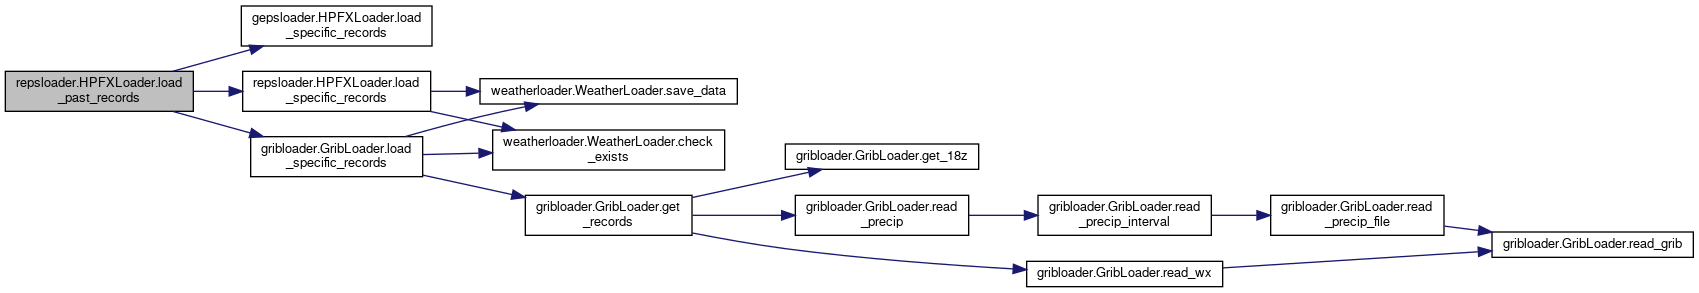 gepsloader.HPFXLoader.load
_specific_records
repsloader.HPFXLoader.load
_past_records
repsloader.HPFXLoader.load
_specific_records
weatherloader.WeatherLoader.save_data
gribloader.GribLoader.load
_specific_records
weatherloader.WeatherLoader.check
_exists
gribloader.GribLoader.get_18z
gribloader.GribLoader.get
_records
gribloader.GribLoader.read
_precip
gribloader.GribLoader.read
_precip_interval
gribloader.GribLoader.read
_precip_file
gribloader.GribLoader.read_grib
gribloader.GribLoader.read_wx